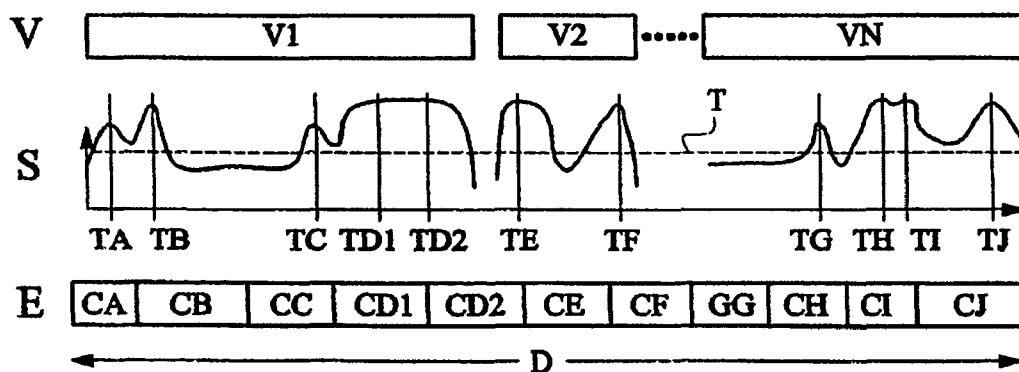 V V1 V2 VN
T
S
TA TB TC TD1 TD2 TE TF TG TH TI TJ
E CA CB CC CD1 CD2 CE CF GG CH CI CJ
D